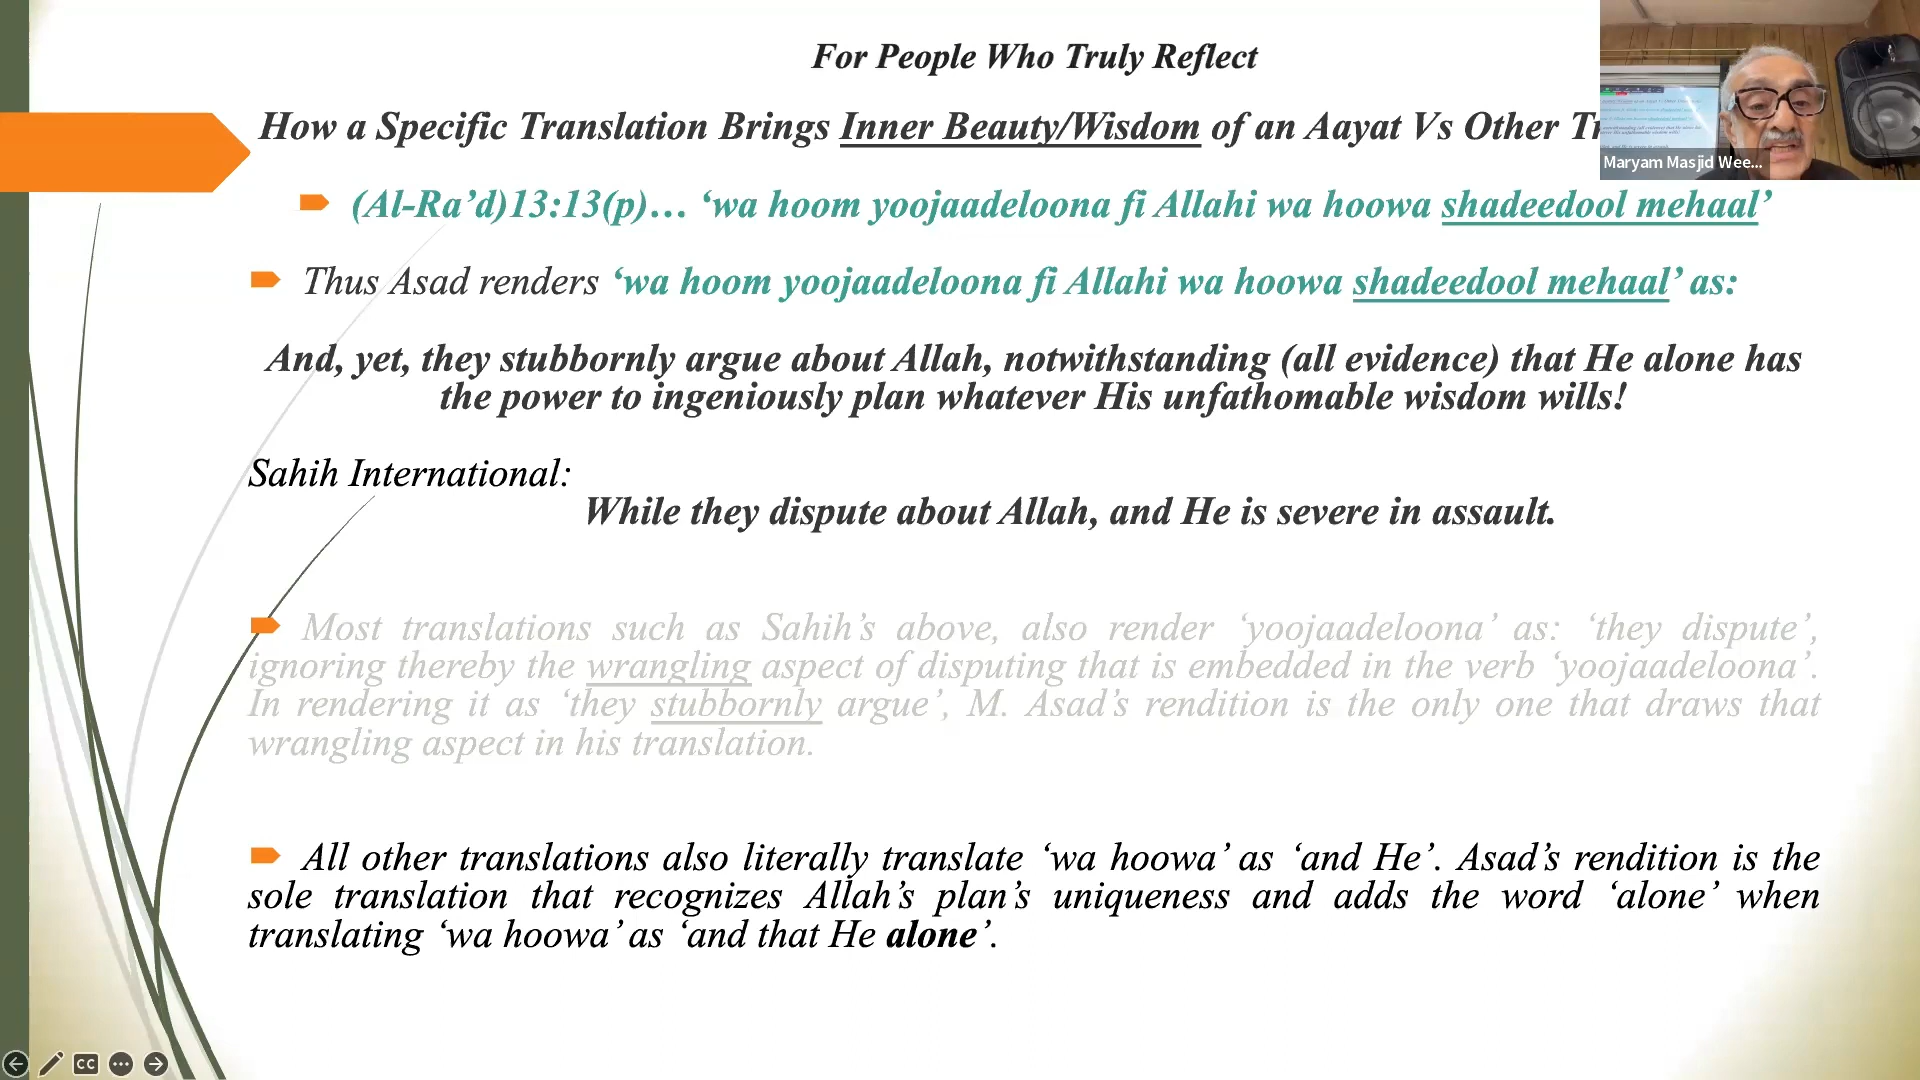 For People Who Truly Reflect
How a Specific Translation Brings Inner Beauty/Wisdom of an Aayat Vs Other
(Al-Ra’d)13:13(p)… ‘wa hoom yoojaadeloona fi Allahi wa hoowa shadeedool mehaal’
Thus Asad renders ‘wa hoom yoojaadeloona fi Allahi wa hoowa shadeedool mehaal’ as:
And, yet, they stubbornly argue about Allah, notwithstanding (all evidence) that He alone has
the power to ingeniously plan whatever His unfathomable wisdom wills!
Sahih International:
While they dispute about Allah, and He is severe in assault.
Most translations such as Sahih’s above, also render ‘yoojaadeloona’ as: ‘they dispute’,
ignoring thereby the wrangling aspect of disputing that is embedded in the verb ‘yoojaadeloona’.
In rendering it as ‘they stubbornly argue’, M. Asad’s rendition is the only one that draws that
wrangling aspect in his translation.
All other translations also literally translate ‘wa hoowa’ as ‘and He’. Asad’s rendition is the
sole translation that recognizes Allah’s plan’s uniqueness and adds the word ‘alone’ when
translating ‘wa hoowa’ as ‘and that He alone’.
Maryam Masjid Wee...
CC